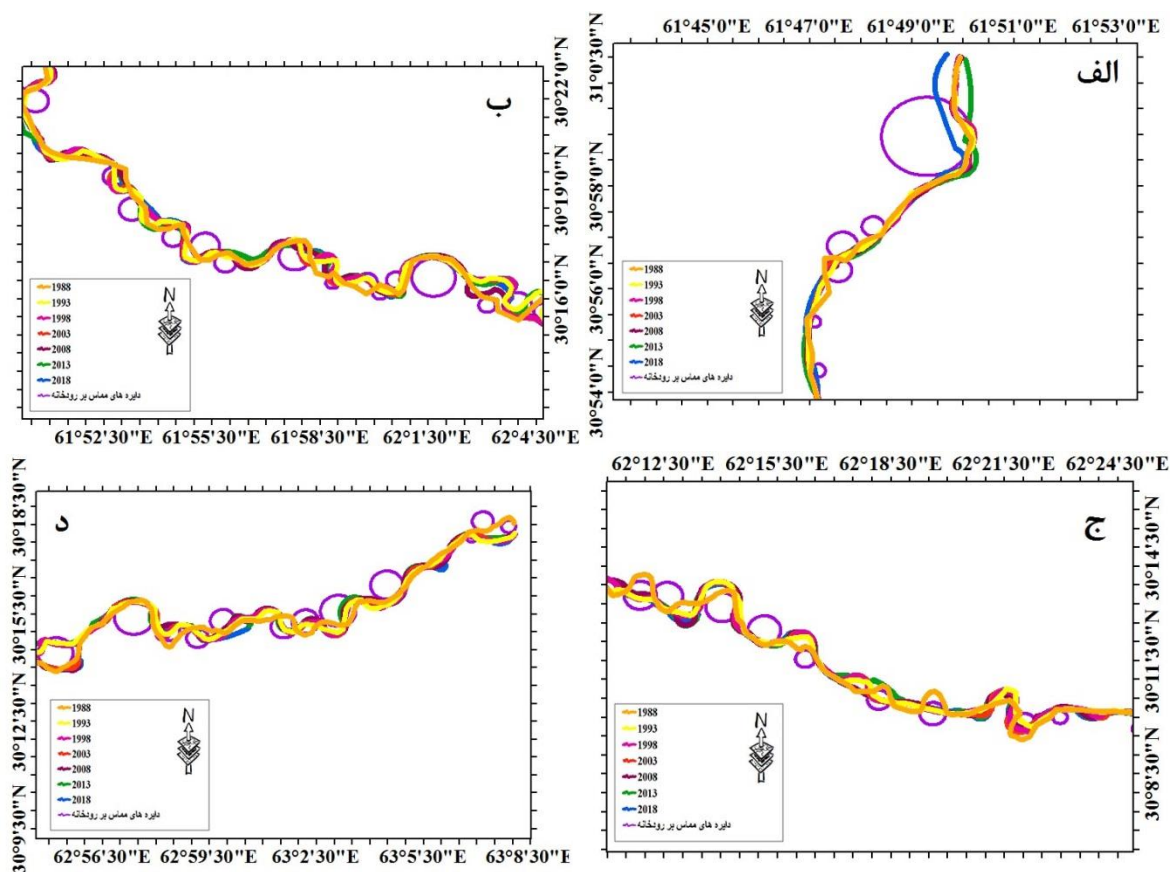 الف
61°45'0"E 61°47'0"E 61°49'0"E 61°51'0"E 61°53'0"E
31°0'30"N
30°58'0"N
30°56'0"N
30°54'0"N
1988
1993
1998
2003
2008
2013
2018
دایره های مماس بر رودخانه
N
ب
30°22'0"N
30°19'0"N
30°16'0"N
61°52'30"E 61°55'30"E 61°58'30"E 62°1'30"E 62°4'30"E
1988
1993
1998
2003
2008
2013
2018
دایره های مماس بر رودخانه
N
ج
62°12'30"E 62°15'30"E 62°18'30"E 62°21'30"E 62°24'30"E
30°14'30"N
30°11'30"N
30°8'30"N
1988
1993
1998
2003
2008
2013
2018
دایره های مماس بر رودخانه
N
د
30°18'30"N
30°15'30"N
30°12'30"N
30°9'30"N
62°56'30"E 62°59'30"E 63°2'30"E 63°5'30"E 63°8'30"E
1988
1993
1998
2003
2008
2013
2018
دایره های مماس بر رودخانه
N